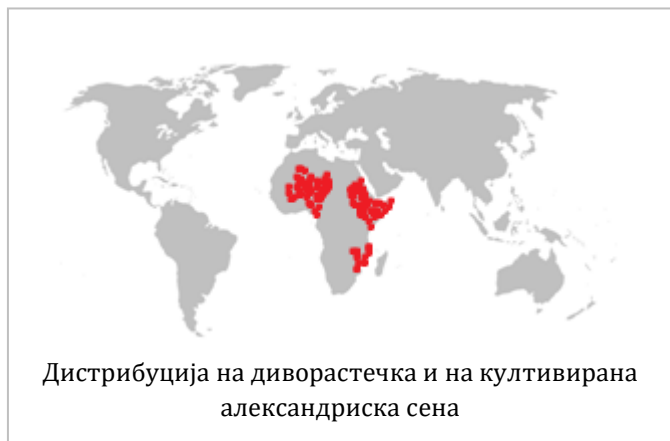 Дистрибуција на диворастечка и на култивирана
александриска сена